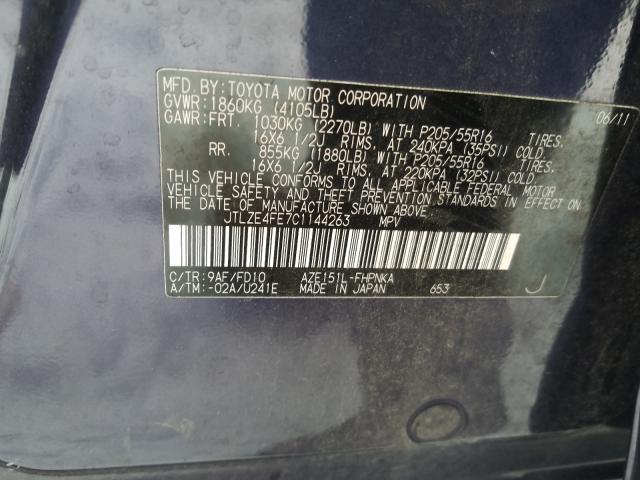 MFD. BY: TOYOTA MOTOR CORPORATION 06/11
GVWR: 1860KG (4105LB)
GAWR: FRT. 1030KG (2270LB) WITH P205/55R16 TIRES.
16X6 1/2J RIMS. AT 240KPA (35PSI) COLD
RR. 855KG (1880LB) WITH P205/55R16 TIRES.
16X6 1/2J RIMS. AT 220KPA (32PSI) COLD
THIS VEHICLE CONFORMS TO ALL APPLICABLE FEDERAL MOTOR
VEHICLE SAFETY AND THEFT PREVENTION STANDARDS IN EFFECT ON
THE DATE OF MANUFACTURE SHOWN ABOVE.
JTLZE4FE7C1144263 MPV
C/TR: 9AF/FD10 AZE151L-FHPNKA J
A/TM: -02A/U241E MADE IN JAPAN 653